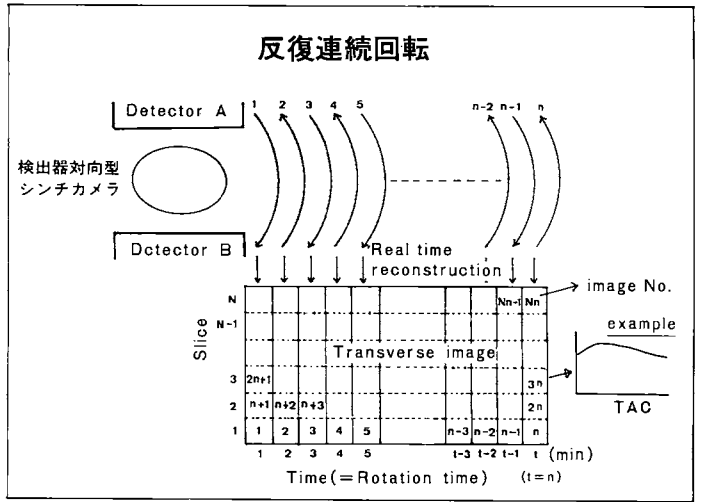 反復連続回転
Detector A
1 2 3 4 5 n-2 n-1 n
検出器対向型
シンチカメラ
Dctector B
Real time
reconstruction
image No.
N Nn-1 Nn
N-1
Slice
Transverse image
example
TAC
3 2n+1 3n
2 n+1 n+2 n+3 2n
1 1 2 3 4 5 n-3 n-2 n-1 n
1 2 3 4 5 t-3 t-2 t-1 t (min)
Time(=Rotation time) (t=n)